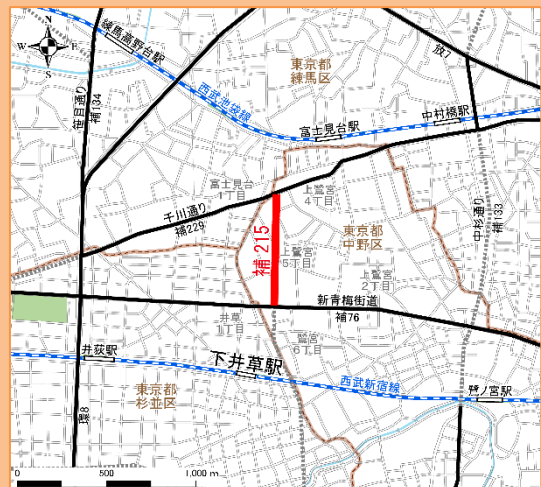 N
W
E
S
練馬高野台駅
笹目通り
補134
西武池袋線
東京都
練馬区
放7
中村橋駅
富士見台駅
富士見台
1丁目
上鷺宮
4丁目
千川通り
補229
補215
上鷺宮
5丁目
東京都
中野区
上鷺宮
2丁目
中杉通り
補133
新青梅街道
補76
井草
1丁目
鷺宮
6丁目
井荻駅
下井草駅
西武新宿線
鷺ノ宮駅
東京都
杉並区
環8
0 500 1,000 m